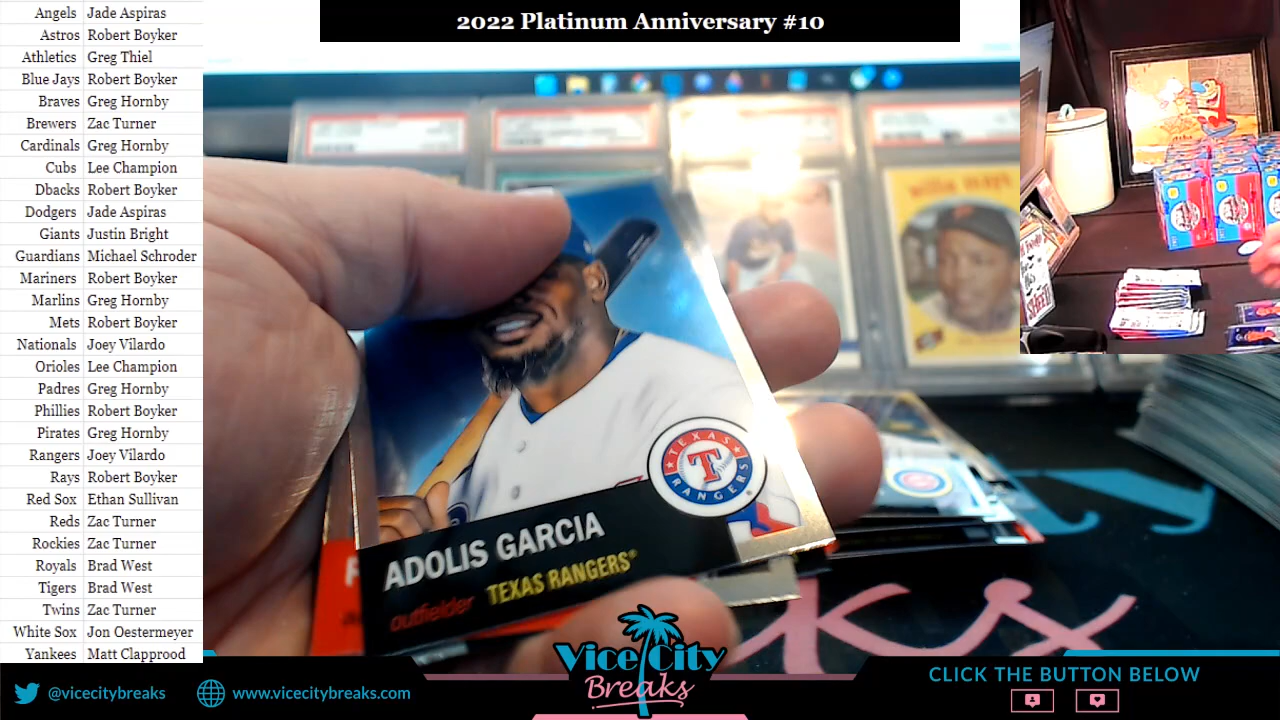 2022 Platinum Anniversary #10
Angels Jade Aspiras
Astros Robert Boyker
Athletics Greg Thiel
Blue Jays Robert Boyker
Braves Greg Hornby
Brewers Zac Turner
Cardinals Greg Hornby
Cubs Lee Champion
Dbacks Robert Boyker
Dodgers Jade Aspiras
Giants Justin Bright
Guardians Michael Schroder
Mariners Robert Boyker
Marlins Greg Hornby
Mets Robert Boyker
Nationals Joey Vilardo
Orioles Lee Champion
Padres Greg Hornby
Phillies Robert Boyker
Pirates Greg Hornby
Rangers Joey Vilardo
Rays Robert Boyker
Red Sox Ethan Sullivan
Reds Zac Turner
Rockies Zac Turner
Royals Brad West
Tigers Brad West
Twins Zac Turner
White Sox Jon Oestermeyer
Yankees Matt Clapprood
willie mays
TEXAS
T
RANGERS
ADOLIS GARCIA
outfielder TEXAS RANGERS®
Vice City
Breaks
@vicecitybreaks
www.vicecitybreaks.com
CLICK THE BUTTON BELOW